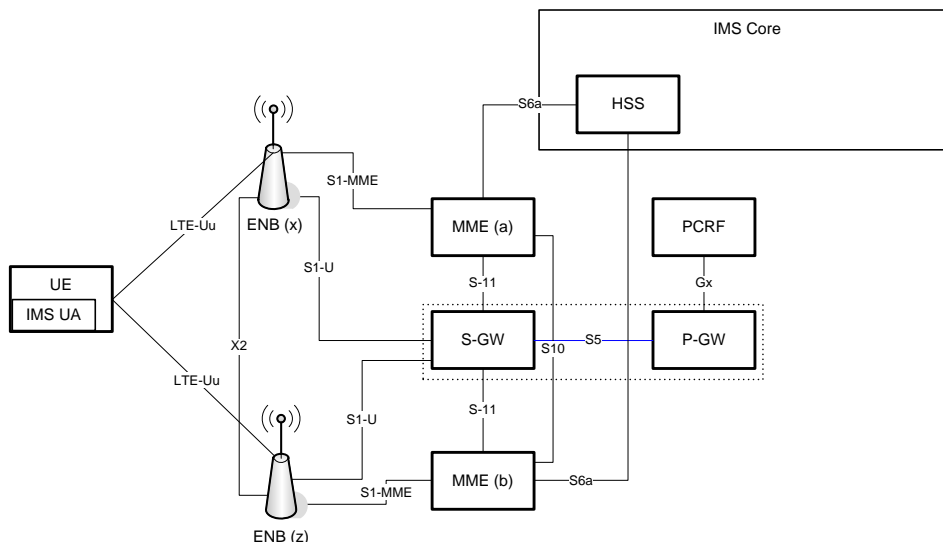 IMS Core
S6a
HSS
S1-MME
ENB (x)
LTE-Uu
MME (a)
PCRF
S1-U
S-11
Gx
UE
IMS UA
X2
S-GW
S10
S5
P-GW
LTE-Uu
S1-U
S-11
S1-MME
MME (b)
S6a
ENB (z)